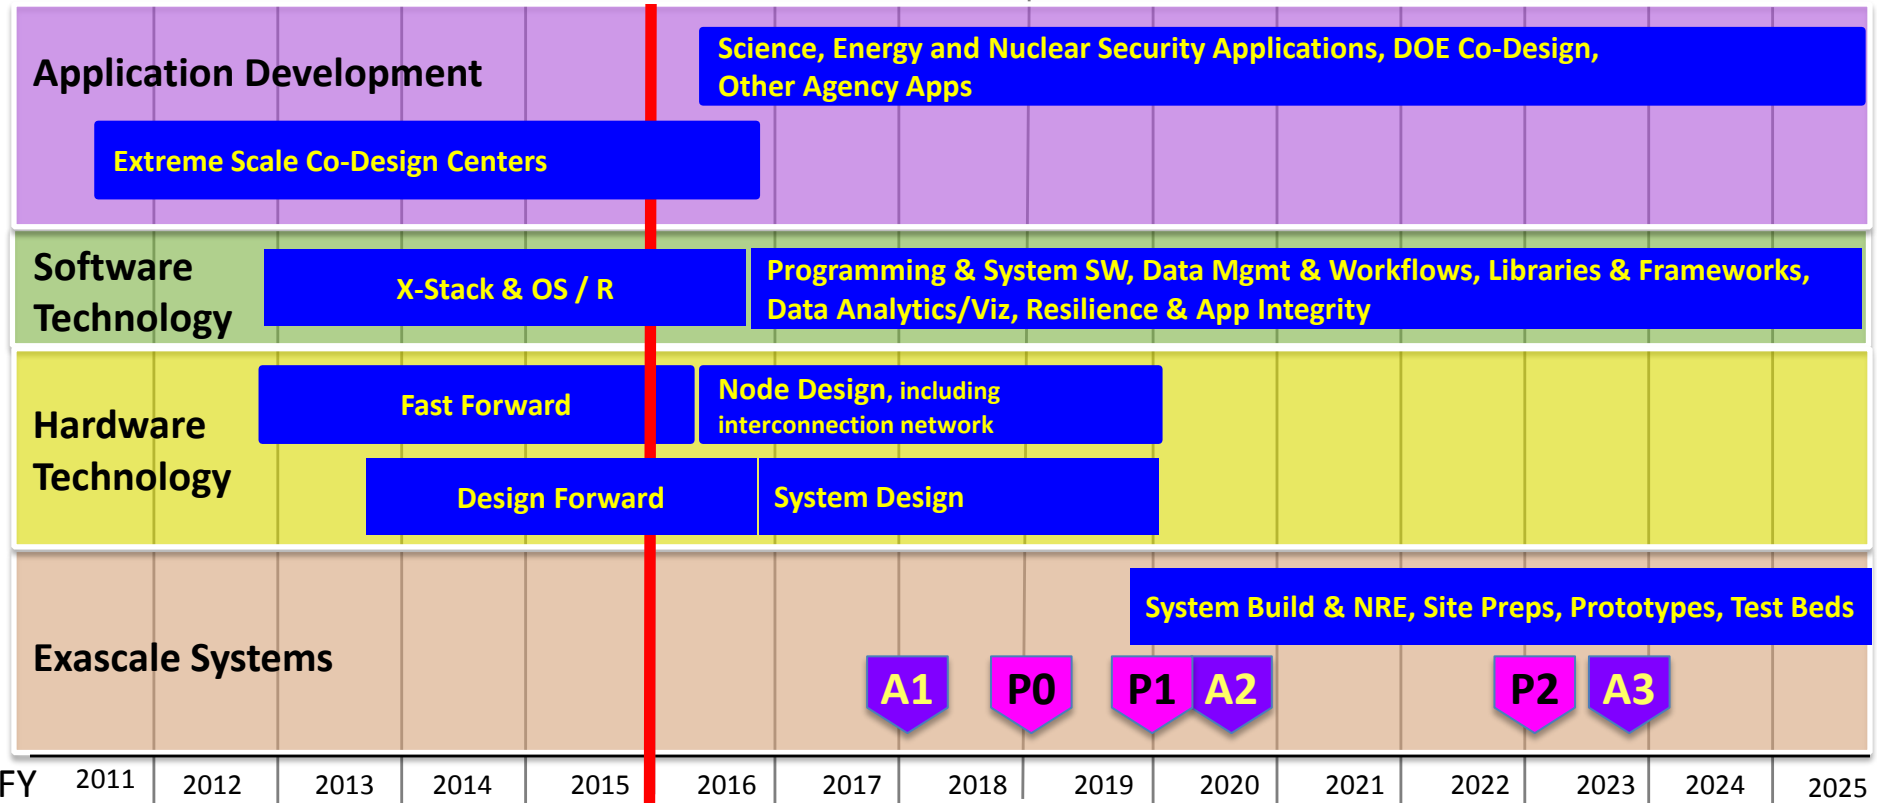 Application Development
Science, Energy and Nuclear Security Applications, DOE Co-Design,
Other Agency Apps
Extreme Scale Co-Design Centers
Software
Technology
X-Stack & OS / R
Programming & System SW, Data Mgmt & Workflows, Libraries & Frameworks,
Data Analytics/Viz, Resilience & App Integrity
Hardware
Technology
Fast Forward
Node Design, including
interconnection network
Design Forward
System Design
Exascale Systems
System Build & NRE, Site Preps, Prototypes, Test Beds
A1 P0 P1 A2 P2 A3
FY 2011 2012 2013 2014 2015 2016 2017 2018 2019 2020 2021 2022 2023 2024 2025